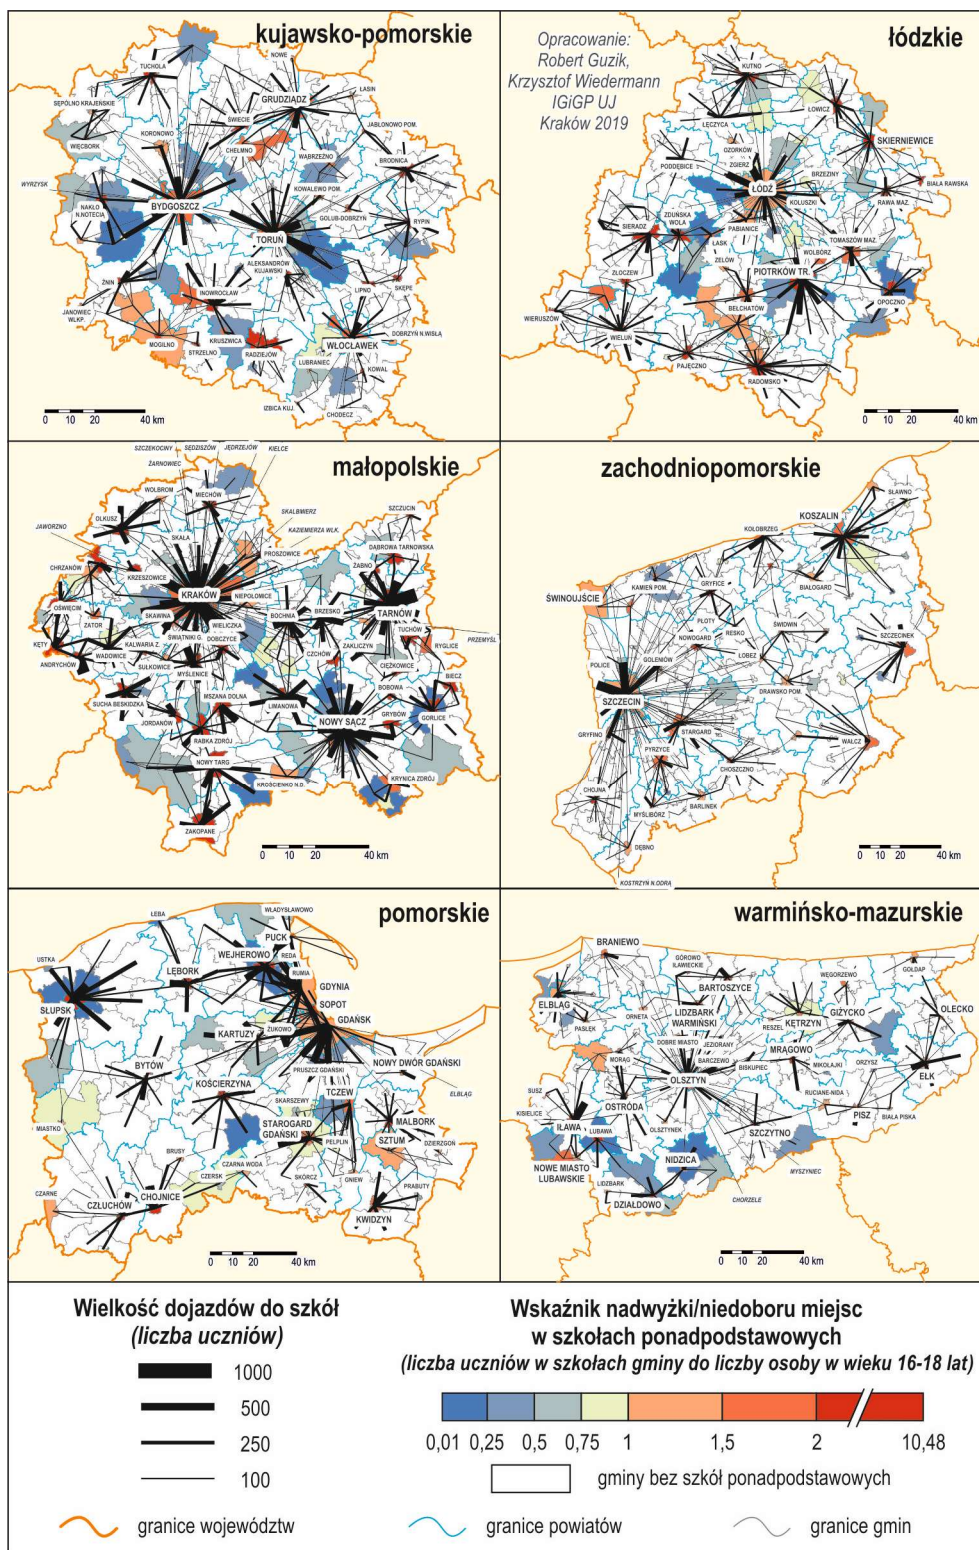 kujawsko-pomorskie
NOWE
TUCHOLA
ŁASIN
SĘPÓLNO KRAJEŃSKIE
GRUDZIĄDZ
ŚWIECIE
JABŁONOWO POM.
KORONOWO
WIĘCBORK
CHEŁMNO
WĄBRZEŹNO
BRODNICA
WYRZYSK
KOWALEWO POM.
NAKŁO
N.NOTECIĄ
BYDGOSZCZ
GOLUB-DOBRZYŃ
RYPIN
TORUŃ
ALEKSANDRÓW
KUJAWSKI
ŻNIN
INOWROCŁAW
LIPNO
SKĘPE
JANOWIEC
WLKP.
MOGILNO
KRUSZWICA
DOBRZYŃ N.WISŁĄ
STRZELNO
RADZIEJÓW
WŁOCŁAWEK
LUBRANIEC
KOWAL
IZBICA KUJ.
CHODECZ
0 10 20 40 km
łódzkie
Opracowanie:
Robert Guzik,
Krzysztof Wiedermann
IGiGP UJ
Kraków 2019
KUTNO
ŁOWICZ
ŁĘCZYCA
OZORKÓW
SKIERNIEWICE
PODDĘBICE
ZGIERZ
BRZEZINY
BIAŁA RAWSKA
ŁÓDŹ
KOLUSZKI
RAWA MAZ.
SIERADZ
ZDUŃSKA
WOLA
PABIANICE
ŁASK
TOMASZÓW MAZ.
WOLBÓRZ
ZELÓW
PIOTRKÓW TR.
ZŁOCZEW
BEŁCHATÓW
OPOCZNO
WIERUSZÓW
WIELUŃ
PAJĘCZNO
RADOMSKO
0 10 20 40 km
małopolskie
SZCZEKOCINY
SĘDZISZÓW
JĘDRZEJÓW
KIELCE
ŻARNOWIEC
WOLBROM
MIECHÓW
SKALBMIERZ
SZCZUCIN
OLKUSZ
KAZIEMIERZA WLK.
JAWORZNO
SKAŁA
PROSZOWICE
DĄBROWA TARNOWSKA
CHRZANÓW
ŻABNO
KRZESZOWICE
KRAKÓW
NIEPOŁOMICE
OŚWIĘCIM
BRZESKO
TARNÓW
ZATOR
SKAWINA
WIELICZKA
BOCHNIA
KĘTY
KALWARIA Z.
ŚWIĄTNIKI G.
DOBCZYCE
ZAKLICZYN
TUCHÓW
PRZEMYŚL
ANDRYCHÓW
WADOWICE
SUŁKOWICE
CZCHÓW
RYGLICE
MYŚLENICE
CIĘŻKOWICE
BIECZ
MSZANA DOLNA
BOBOWA
SUCHA BESKIDZKA
LIMANOWA
JORDANÓW
NOWY SĄCZ
GRYBÓW
GORLICE
RABKA ZDRÓJ
NOWY TARG
KROŚCIENKO N.D.
KRYNICA ZDRÓJ
ZAKOPANE
0 10 20 40 km
zachodniopomorskie
SŁAWNO
KOSZALIN
KOŁOBRZEG
KAMIEŃ POM.
GRYFICE
BIAŁOGARD
ŚWINOUJŚCIE
PŁOTY
ŚWIDWIN
SZCZECINEK
NOWOGARD
RESKO
POLICE
GOLENIÓW
ŁOBEZ
SZCZECIN
DRAWSKO POM.
STARGARD
GRYFINO
WAŁCZ
PYRZYCE
CHOSZCZNO
CHOJNA
BARLINEK
MYŚLIBÓRZ
DĘBNO
KOSTRZYŃ N.ODRĄ
0 10 20 40 km
pomorskie
WŁADYSŁAWOWO
ŁEBA
PUCK
USTKA
WEJHEROWO
REDA
LĘBORK
RUMIA
GDYNIA
SŁUPSK
SOPOT
GDAŃSK
KARTUZY
ŻUKOWO
BYTÓW
PRUSZCZ GDAŃSKI
NOWY DWÓR GDAŃSKI
KOŚCIERZYNA
TCZEW
ELBLĄG
SKARSZEWY
MIASTKO
STAROGARD
GDAŃSKI
MALBORK
PELPLIN
SZTUM
DZIERZGOŃ
BRUSY
CZARNA WODA
CZERSK
GNIEW
SKÓRCZ
PRABUTY
CZARNE
CHOJNICE
CZŁUCHÓW
KWIDZYN
0 10 20 40 km
warmińsko-mazurskie
BRANIEWO
GÓROWO
IŁAWIECKIE
GOŁDAP
BARTOSZYCE
WĘGORZEWO
ELBLĄG
LIDZBARK
WARMIŃSKI
ORNETA
PASŁĘK
RESZEL
KĘTRZYN
GIŻYCKO
OLECKO
DOBRE MIASTO
JEZIORANY
MORĄG
BARCZEWO
MRĄGOWO
BISKUPIEC
MIKOŁAJKI
ORZYSZ
EŁK
OLSZTYN
SUSZ
RUCIANE-NIDA
KISIELICE
OSTRÓDA
PISZ
BIAŁA PISKA
IŁAWA
OLSZTYNEK
SZCZYTNO
LUBAWA
NIDZICA
NOWE MIASTO
LUBAWSKIE
MYSZYNIEC
LIDZBARK
DZIAŁDOWO
CHORZELE
0 10 20 40 km
Wielkość dojazdów do szkół
(liczba uczniów)
1000
500
250
100
Wskaźnik nadwyżki/niedoboru miejsc
w szkołach ponadpodstawowych
(liczba uczniów w szkołach gminy do liczby osoby w wieku 16-18 lat)
0,01 0,25 0,5 0,75 1 1,5 2 10,48
gminy bez szkół ponadpodstawowych
granice województw
granice powiatów
granice gmin